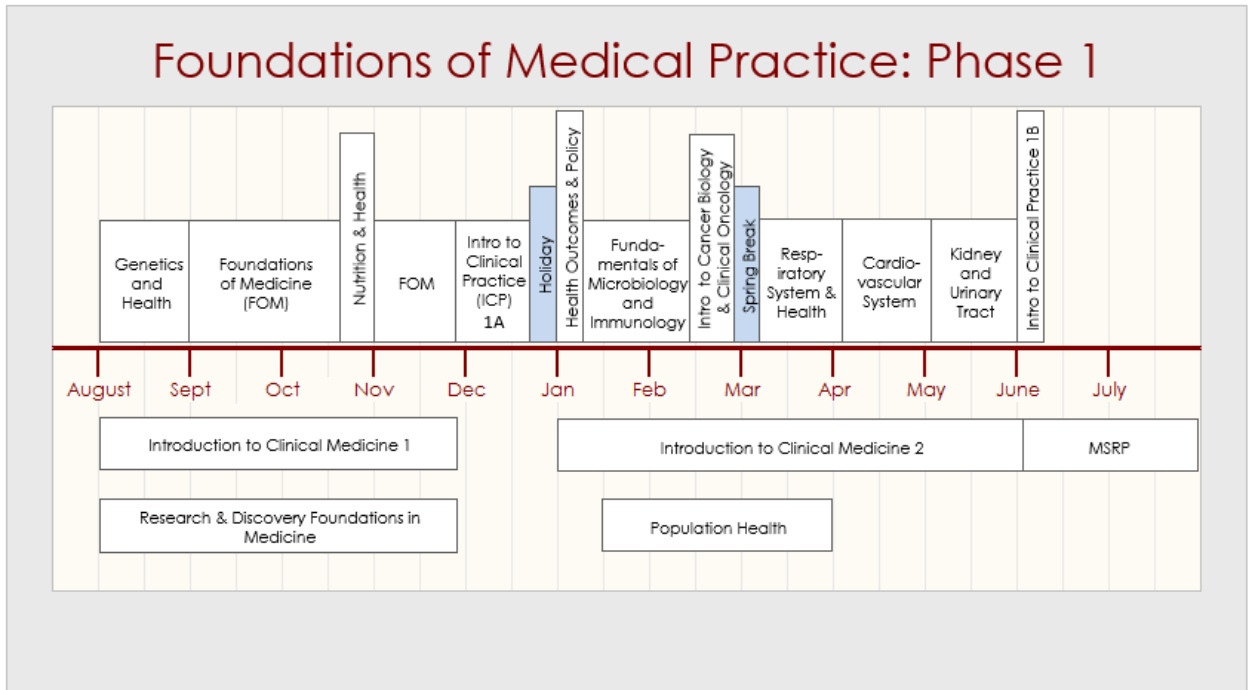 Foundations of Medical Practice: Phase 1
Genetics
and
Health
Foundations
of Medicine
(FOM)
Nutrition & Health
FOM
Intro to
Clinical
Practice
(ICP)
1A
Holiday
Health Outcomes & Policy
Funda-
mentals of
Microbiology
and
Immunology
Intro to Cancer Biology
& Clinical Oncology
Spring Break
Resp-
iratory
System &
Health
Cardio-
vascular
System
Kidney
and
Urinary
Tract
Intro to Clinical Practice 1B
August
Sept
Oct
Nov
Dec
Jan
Feb
Mar
Apr
May
June
July
Introduction to Clinical Medicine 1
Introduction to Clinical Medicine 2
MSRP
Research & Discovery Foundations in
Medicine
Population Health